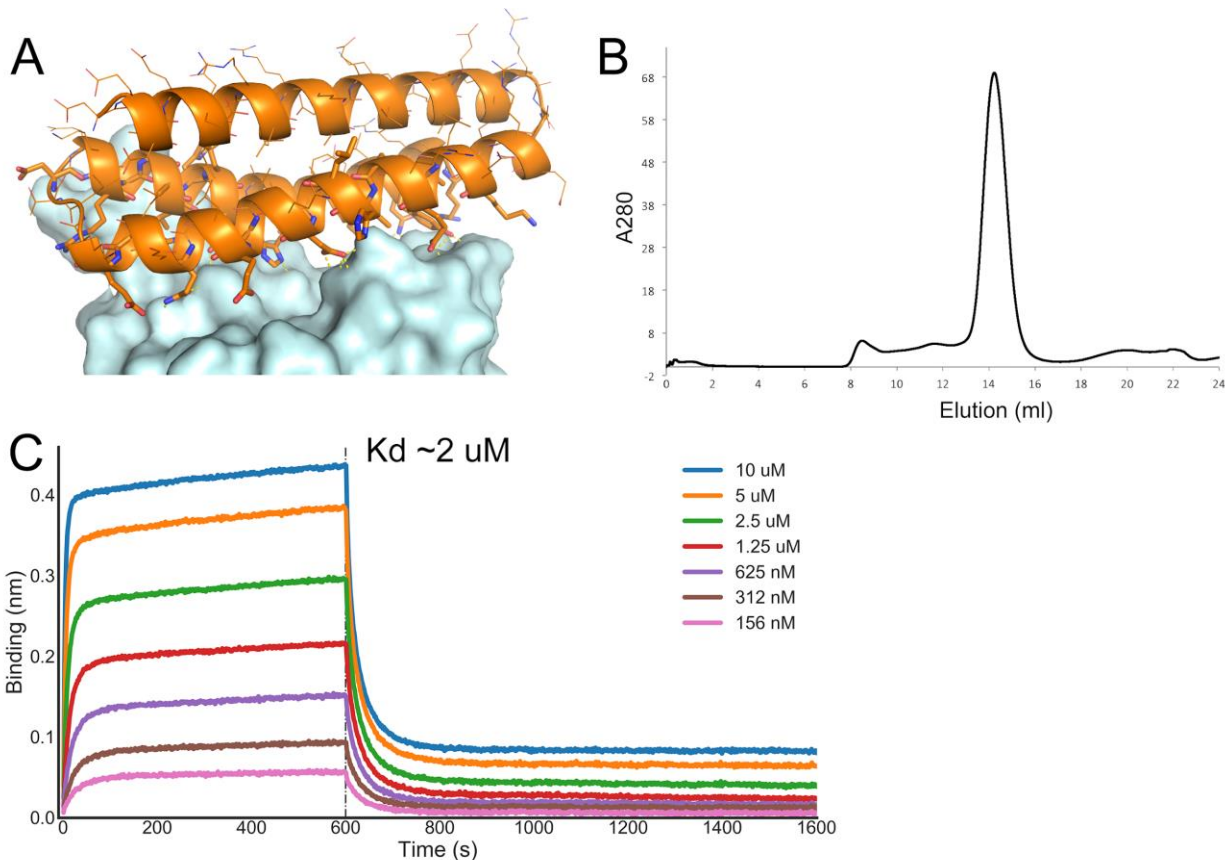 A
B
A280
68
58
48
38
28
18
8
-2
0 2 4 6 8 10 12 14 16 18 20 22 24
Elution (ml)
C
Kd ~2 uM
Binding (nm)
0.4
0.3
0.2
0.1
0.0
0 200 400 600 800 1000 1200 1400 1600
Time (s)
10 uM
5 uM
2.5 uM
1.25 uM
625 nM
312 nM
156 nM